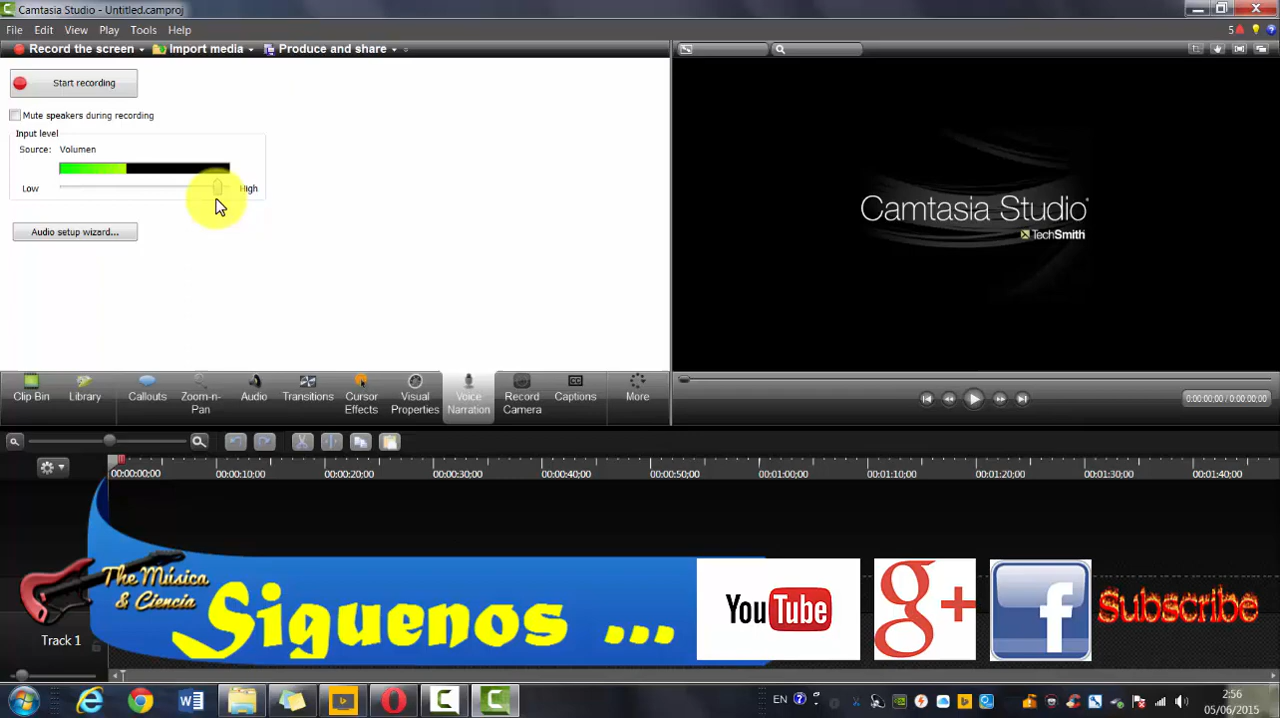 Camtasia Studio - Untitled.camproj
File Edit View Play Tools Help
5
Record the screen Import media Produce and share
Start recording
Mute speakers during recording
Input level
Source: Volumen
Low High
Audio setup wizard...
Camtasia Studio
TechSmith
Clip Bin
Library
Callouts
Zoom-n-
Pan
Audio
Transitions
Cursor
Effects
Visual
Properties
Voice
Narration
Record
Camera
Captions
More
0:00:00;00 / 0:00:00;00
00:00:00;00 00:00:10;00 00:00:20;00 00:00:30;00 00:00:40;00 00:00:50;00 00:01:00;00 00:01:10;00 00:01:20;00 00:01:30;00 00:01:40;00
The Música
& Ciencia
Siguenos ...
YouTube
g+
f
Subscribe
Track 1
EN
2:56
05/06/2015